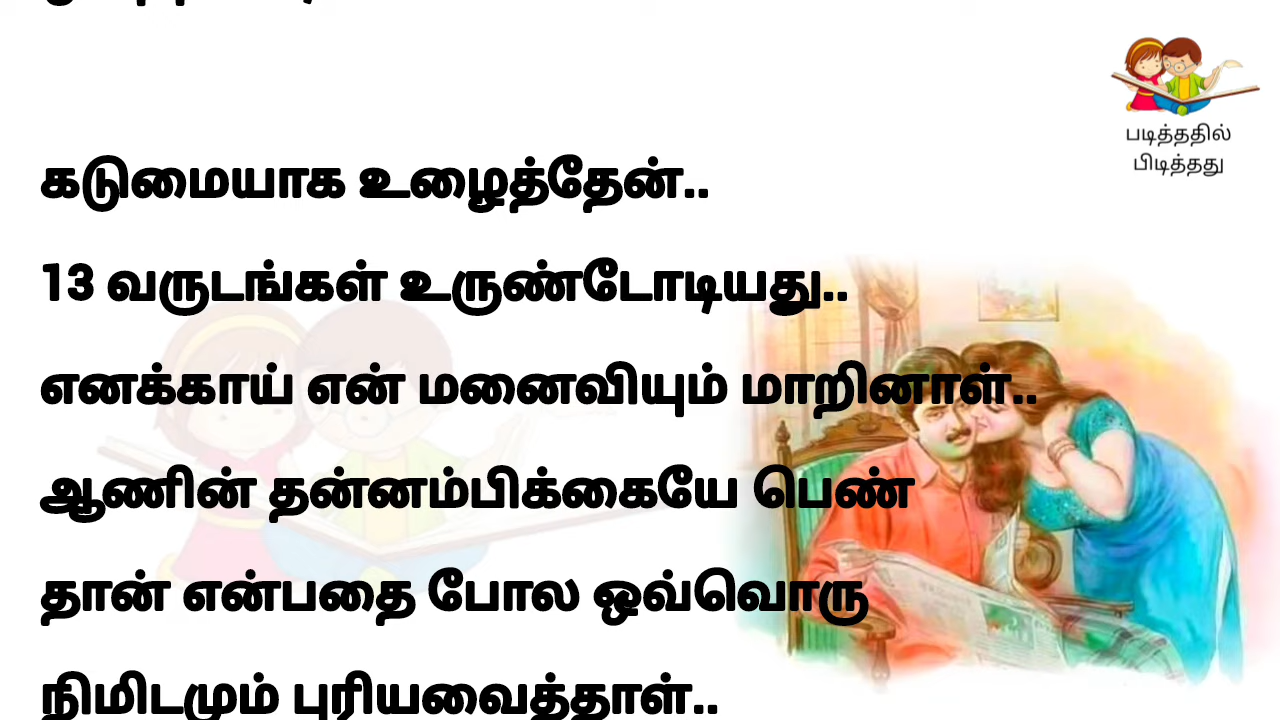 படித்ததில்
பிடித்தது
கடுமையாக உழைத்தேன்..
13 வருடங்கள் உருண்டோடியது..
எனக்காய் என் மனைவியும் மாறினாள்..
ஆணின் தன்னம்பிக்கையே பெண்
தான் என்பதை போல ஒவ்வொரு
நிமிடமும் புரியவைத்தாள்..